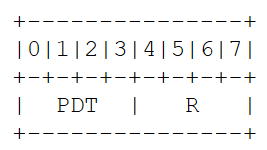 +---------------+
|0|1|2|3|4|5|6|7|
+-+-+-+-+-+-+-+-+
|  PDT  |   R   |
+---------------+